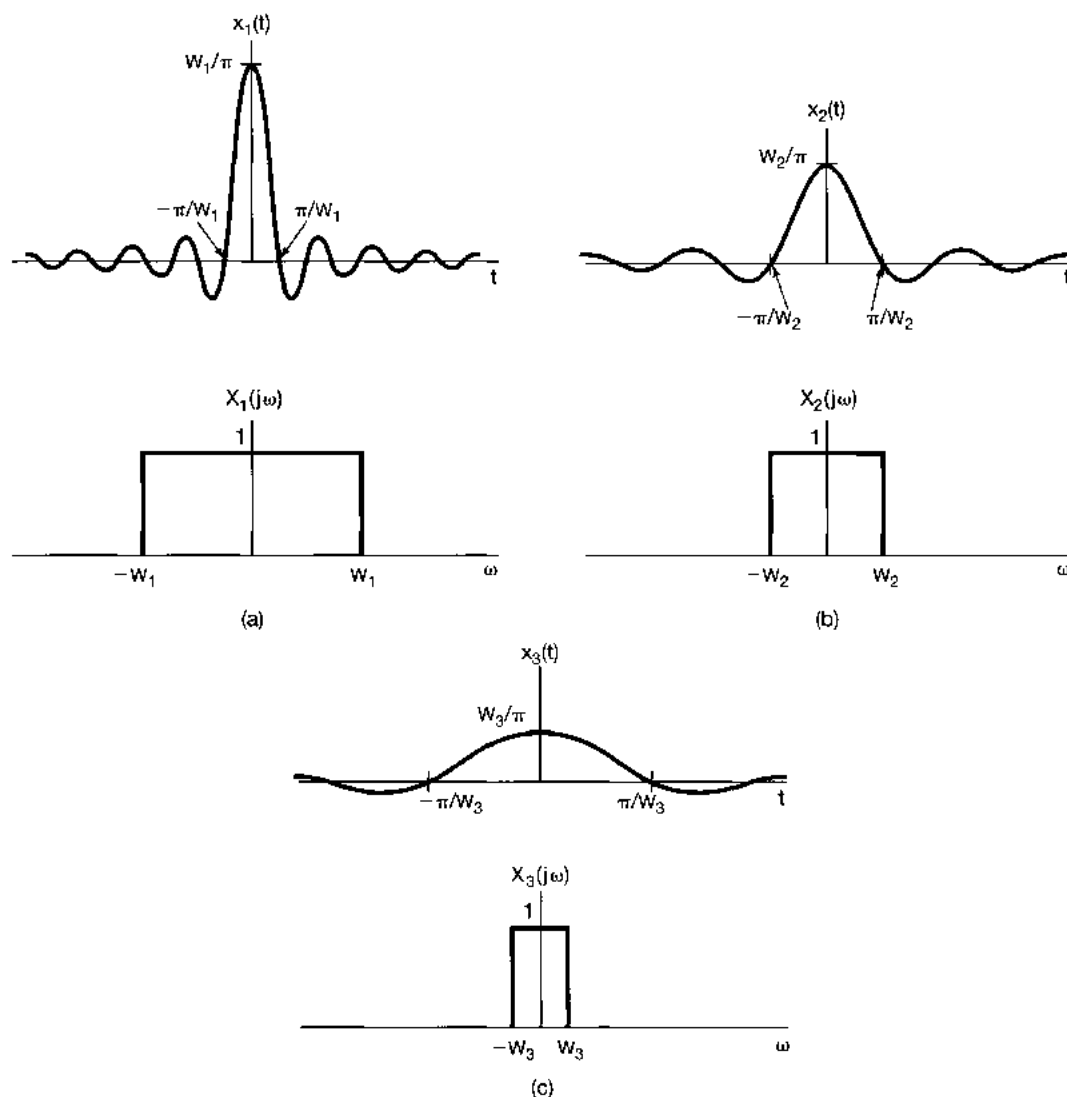 x₁(t)
W₁/π
−π/W₁
π/W₁
t
X₁(jω)
1
−W₁
W₁
ω
(a)
x₂(t)
W₂/π
−π/W₂
π/W₂
t
X₂(jω)
1
−W₂
W₂
ω
(b)
x₃(t)
W₃/π
−π/W₃
π/W₃
t
X₃(jω)
1
−W₃
W₃
ω
(c)